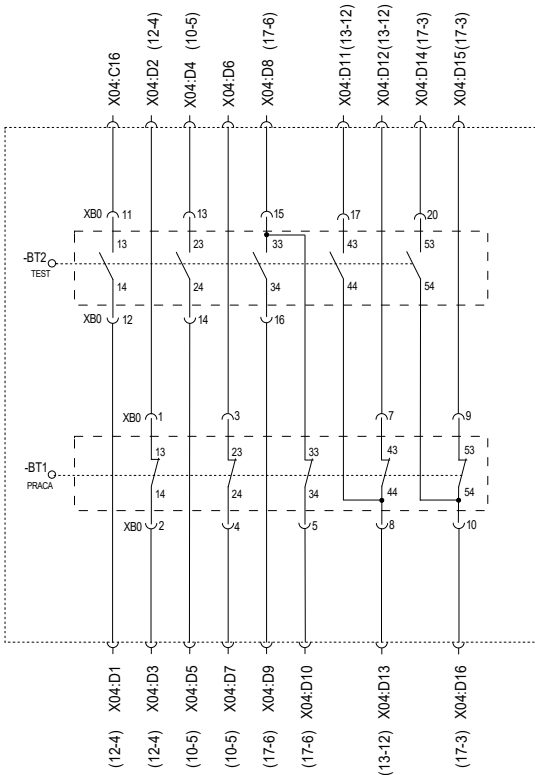 X04:C16
X04:D2 (12-4)
X04:D4 (10-5)
X04:D6
X04:D8 (17-6)
X04:D11 (13-12)
X04:D12 (13-12)
X04:D14 (17-3)
X04:D15 (17-3)
XB0 11 13 15 17 20
13 23 33 43 53
-BT2
TEST
14 24 34 44 54
XB0 12 14 16
XB0 1 3 7 9
13 23 33 43 53
-BT1
PRACA
14 24 34 44 54
XB0 2 4 5 8 10
(12-4) X04:D1
(12-4) X04:D3
(10-5) X04:D5
(10-5) X04:D7
(17-6) X04:D9
(17-6) X04:D10
(13-12) X04:D13
(17-3) X04:D16